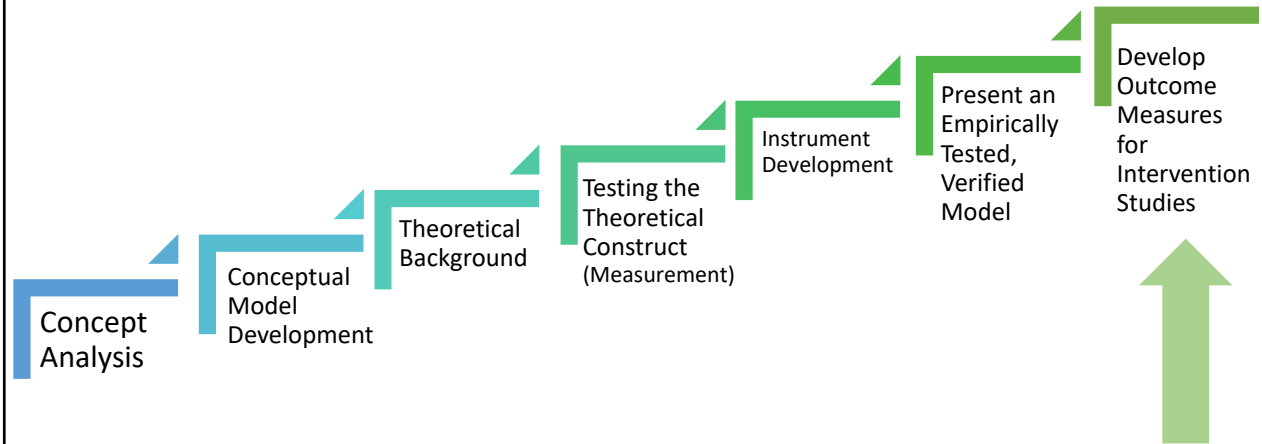 Concept
Analysis
Conceptual
Model
Development
Theoretical
Background
Testing the
Theoretical
Construct
(Measurement)
Instrument
Development
Present an
Empirically
Tested,
Verified
Model
Develop
Outcome
Measures
for
Intervention
Studies